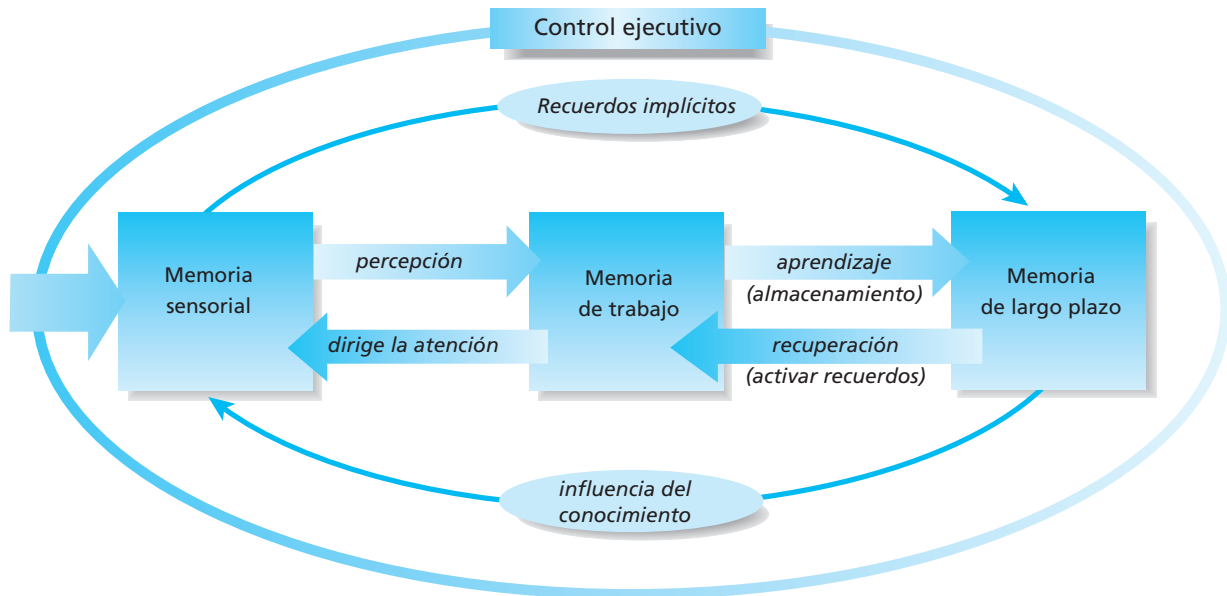 Control ejecutivo
Recuerdos implícitos
Memoria
sensorial
percepción
dirige la atención
Memoria
de trabajo
aprendizaje
(almacenamiento)
recuperación
(activar recuerdos)
Memoria
de largo plazo
influencia del
conocimiento